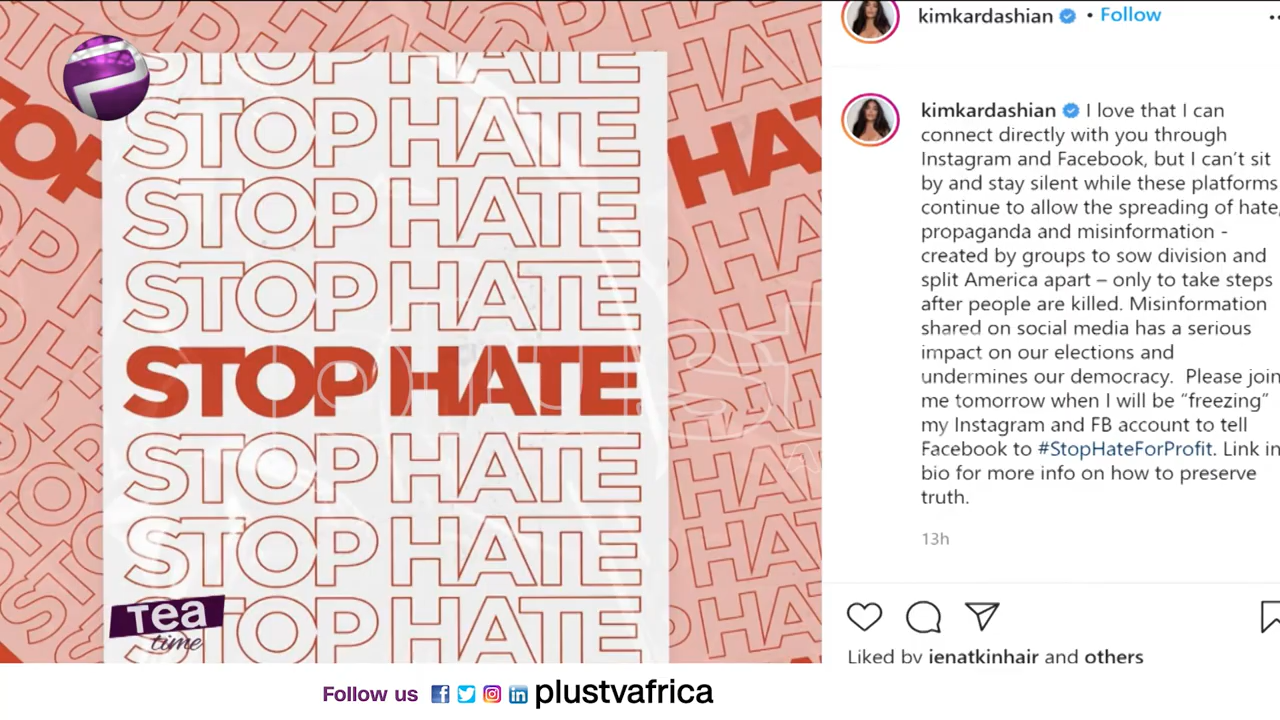 STOP HATE
STOP HATE
STOP HATE
STOP HATE
STOP HATE.
STOP HATE
STOP HATE
STOP HATE
STOP
HAT
Tea
time
kimkardashian • Follow
kimkardashian I love that I can
connect directly with you through
Instagram and Facebook, but I can't sit
by and stay silent while these platforms
continue to allow the spreading of hate,
propaganda and misinformation -
created by groups to sow division and
split America apart – only to take steps
after people are killed. Misinformation
shared on social media has a serious
impact on our elections and
undermines our democracy. Please join
me tomorrow when I will be “freezing”
my Instagram and FB account to tell
Facebook to #StopHateForProfit. Link in
bio for more info on how to preserve
truth.
13h
Liked by ienatkinhair and others
Follow us plustvafrica